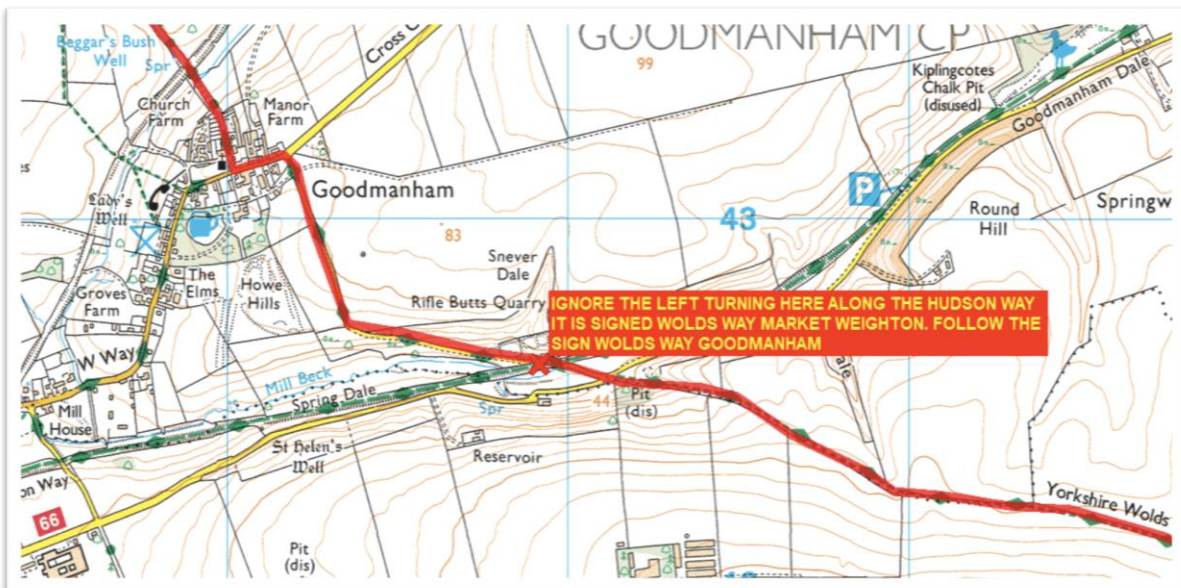 GOODMANHAM CP
Beggar's Bush
Well
Spr
Cross
99
Kiplingcotes
Chalk Pit
(disused)
Church
Farm
Manor
Farm
Goodmanham Dale
Goodmanham
Lady's
Well
P
43
Round
Hill
Springw
83
Snever
Dale
The
Elms
Howe
Hills
Groves
Farm
Rifle Butts Quarry
IGNORE THE LEFT TURNING HERE ALONG THE HUDSON WAY
IT IS SIGNED WOLDS WAY MARKET WEIGHTON. FOLLOW THE
SIGN WOLDS WAY GOODMANHAM
W Way
Mill Beck
Spring Dale
Mill
House
Spr
44
Pit
(dis)
St Helen's
Well
Reservoir
on Way
66
Yorkshire Wolds
Pit
(dis)